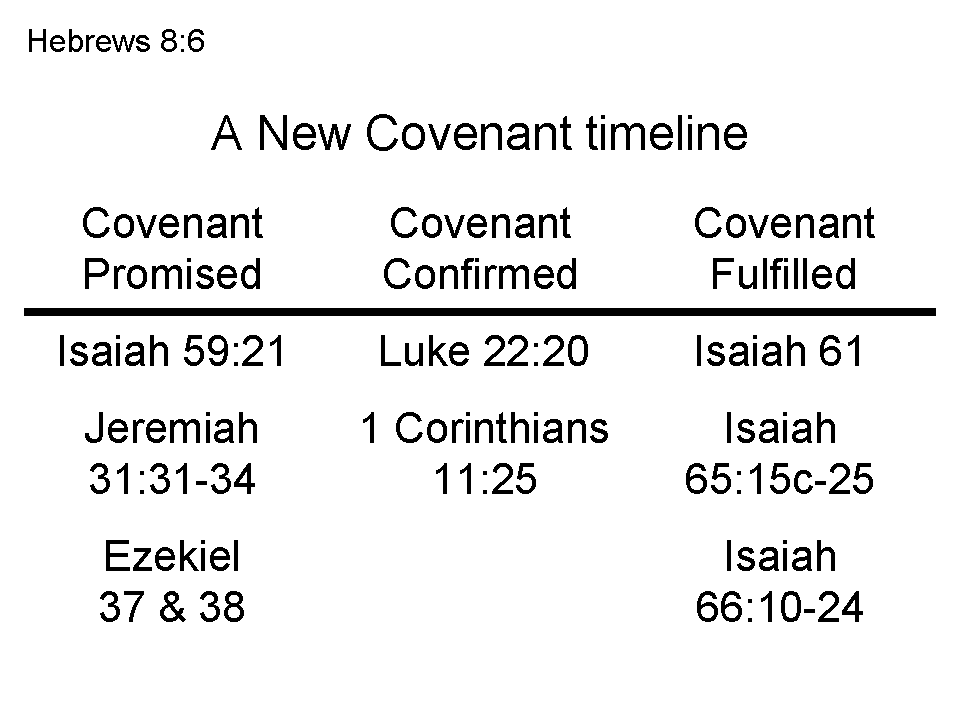 Hebrews 8:6
A New Covenant timeline
Covenant Promised
Covenant Confirmed
Covenant Fulfilled
Isaiah 59:21
Luke 22:20
Isaiah 61
Jeremiah 31:31-34
1 Corinthians 11:25
Isaiah 65:15c-25
Ezekiel 37 & 38
Isaiah 66:10-24